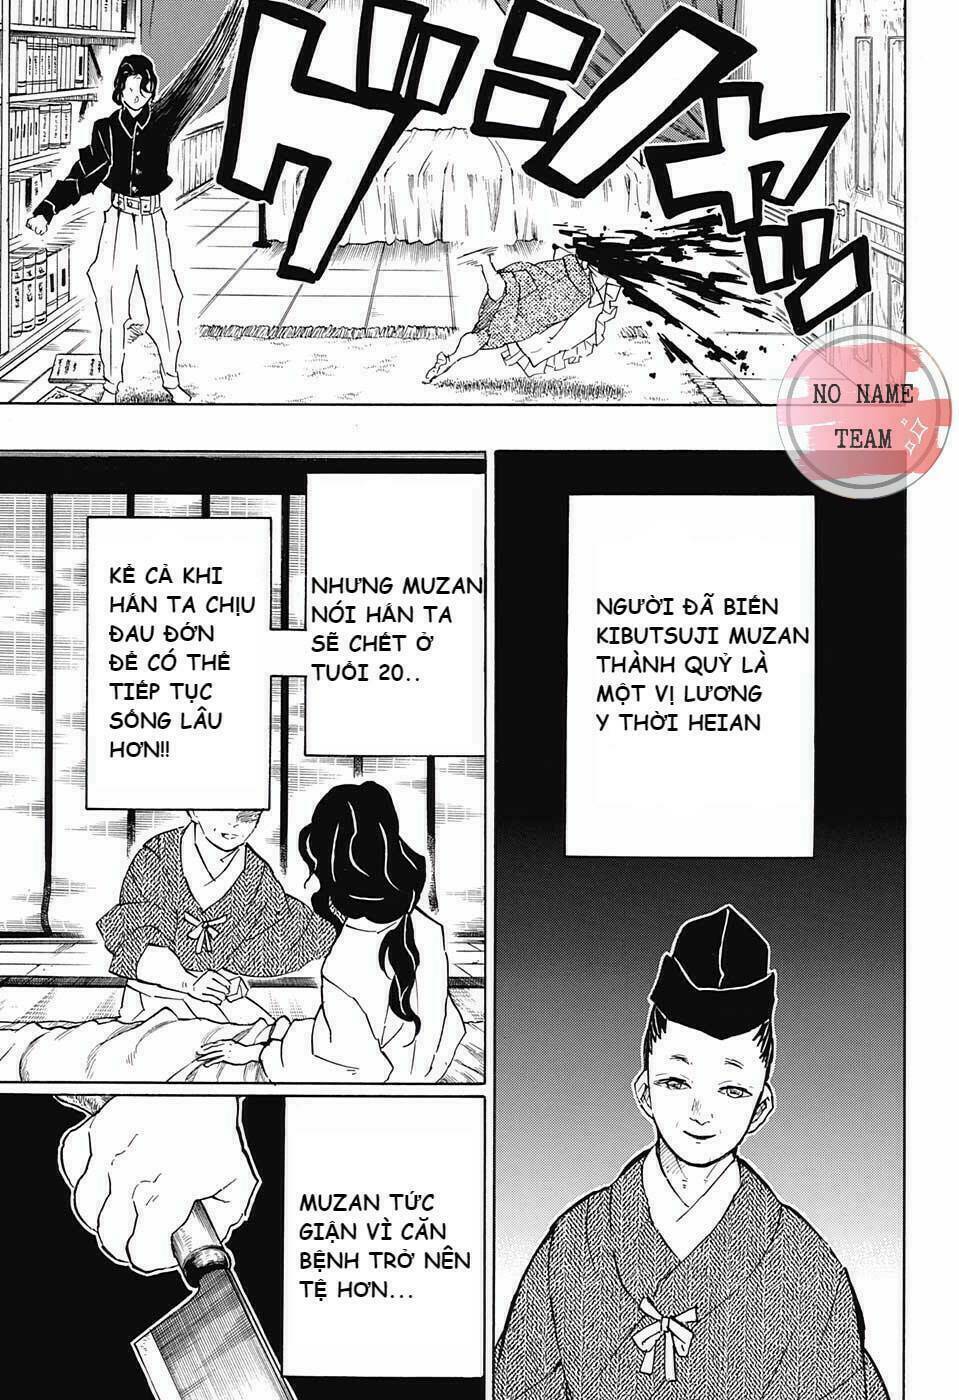 グシャッ
NO NAME
TEAM
NGƯỜI ĐÃ BIẾN
KIBUTSUJI MUZAN
THÀNH QUỶ LÀ
MỘT VỊ LƯƠNG
Y THỜI HEIAN
NHƯNG MUZAN
NÓI HẮN TA
SẼ CHẾT Ở
TUỔI 20..
KỂ CẢ KHI
HẮN TA CHỊU
ĐAU ĐỚN
ĐỂ CÓ THỂ
TIẾP TỤC
SỐNG LÂU
HƠN!!
MUZAN TỨC
GIẬN VÌ CĂN
BỆNH TRỞ NÊN
TỆ HƠN...